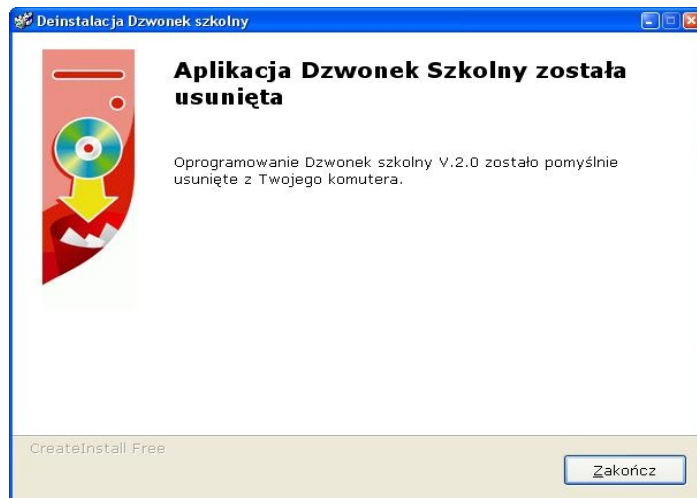 Deinstalacja Dzwonek szkolny
Aplikacja Dzwonek Szkolny została
usunięta
Oprogramowanie Dzwonek szkolny V.2.0 zostało pomyślnie
usunięte z Twojego komutera.
CreateInstall Free
Zakończ